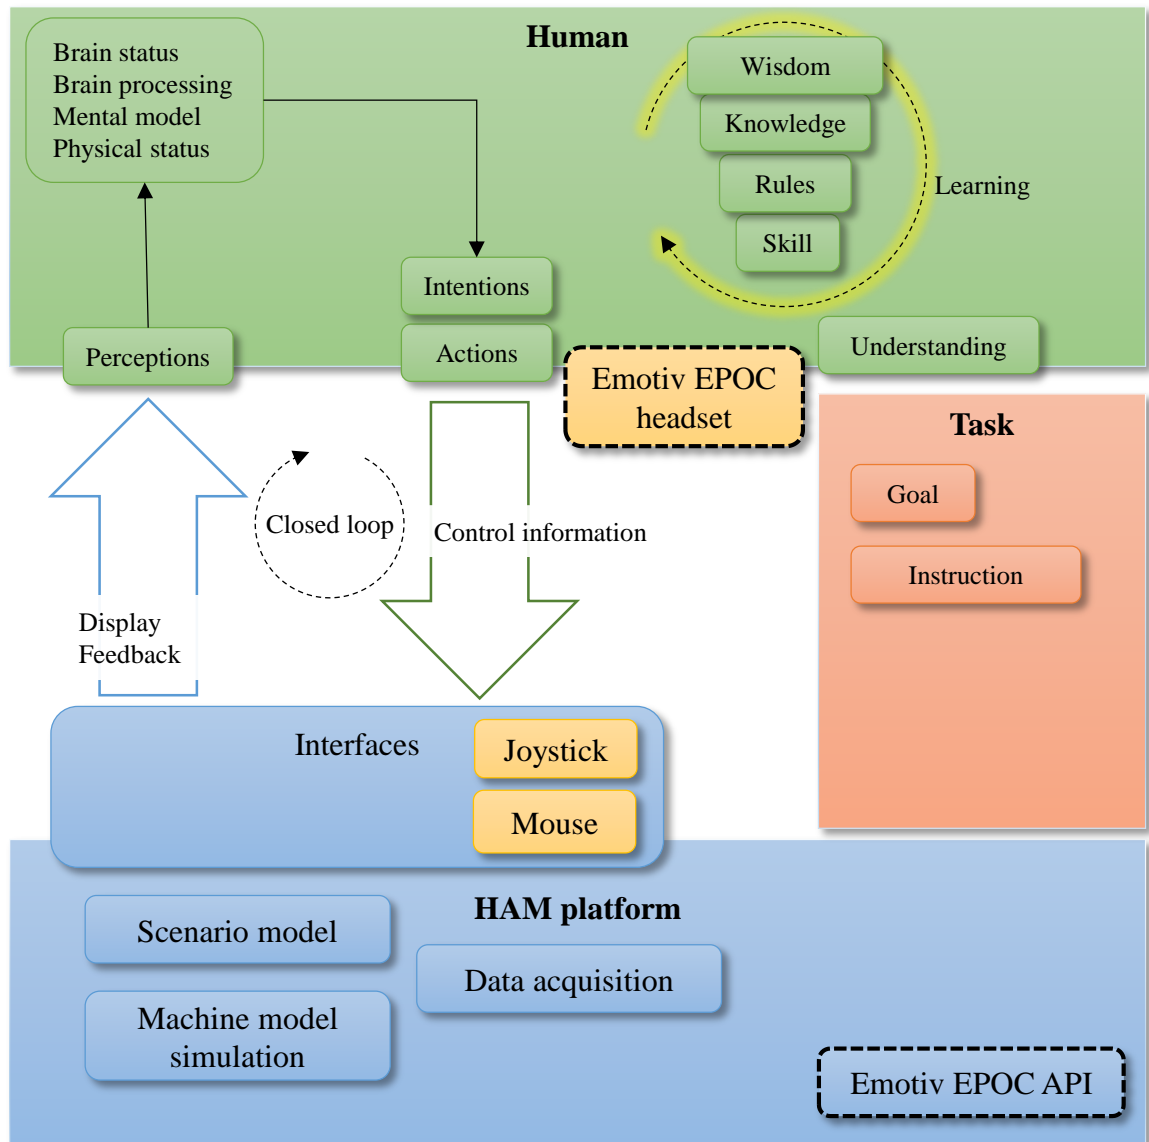 Human
Brain status
Brain processing
Mental model
Physical status
Wisdom
Knowledge
Rules
Skill
Learning
Intentions
Actions
Perceptions
Understanding
Emotiv EPOC
headset
Task
Goal
Instruction
Closed loop
Control information
Display
Feedback
Interfaces
Joystick
Mouse
HAM platform
Scenario model
Data acquisition
Machine model
simulation
Emotiv EPOC API